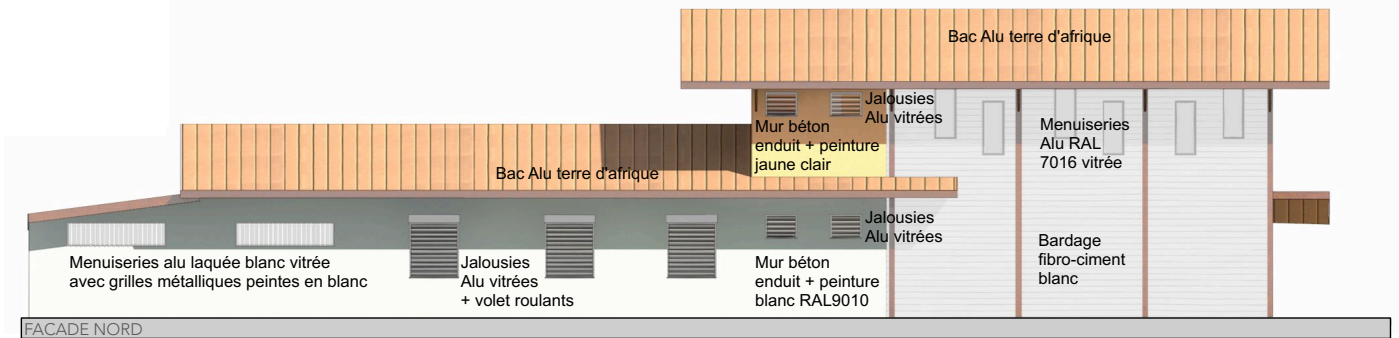 Bac Alu terre d'afrique
Jalousies
Alu vitrées
Mur béton
enduit + peinture
jaune clair
Menuiseries
Alu RAL
7016 vitrée
Bac Alu terre d'afrique
Jalousies
Alu vitrées
Menuiseries alu laquée blanc vitrée
avec grilles métalliques peintes en blanc
Jalousies
Alu vitrées
+ volet roulants
Mur béton
enduit + peinture
blanc RAL9010
Bardage
fibro-ciment
blanc
FACADE NORD